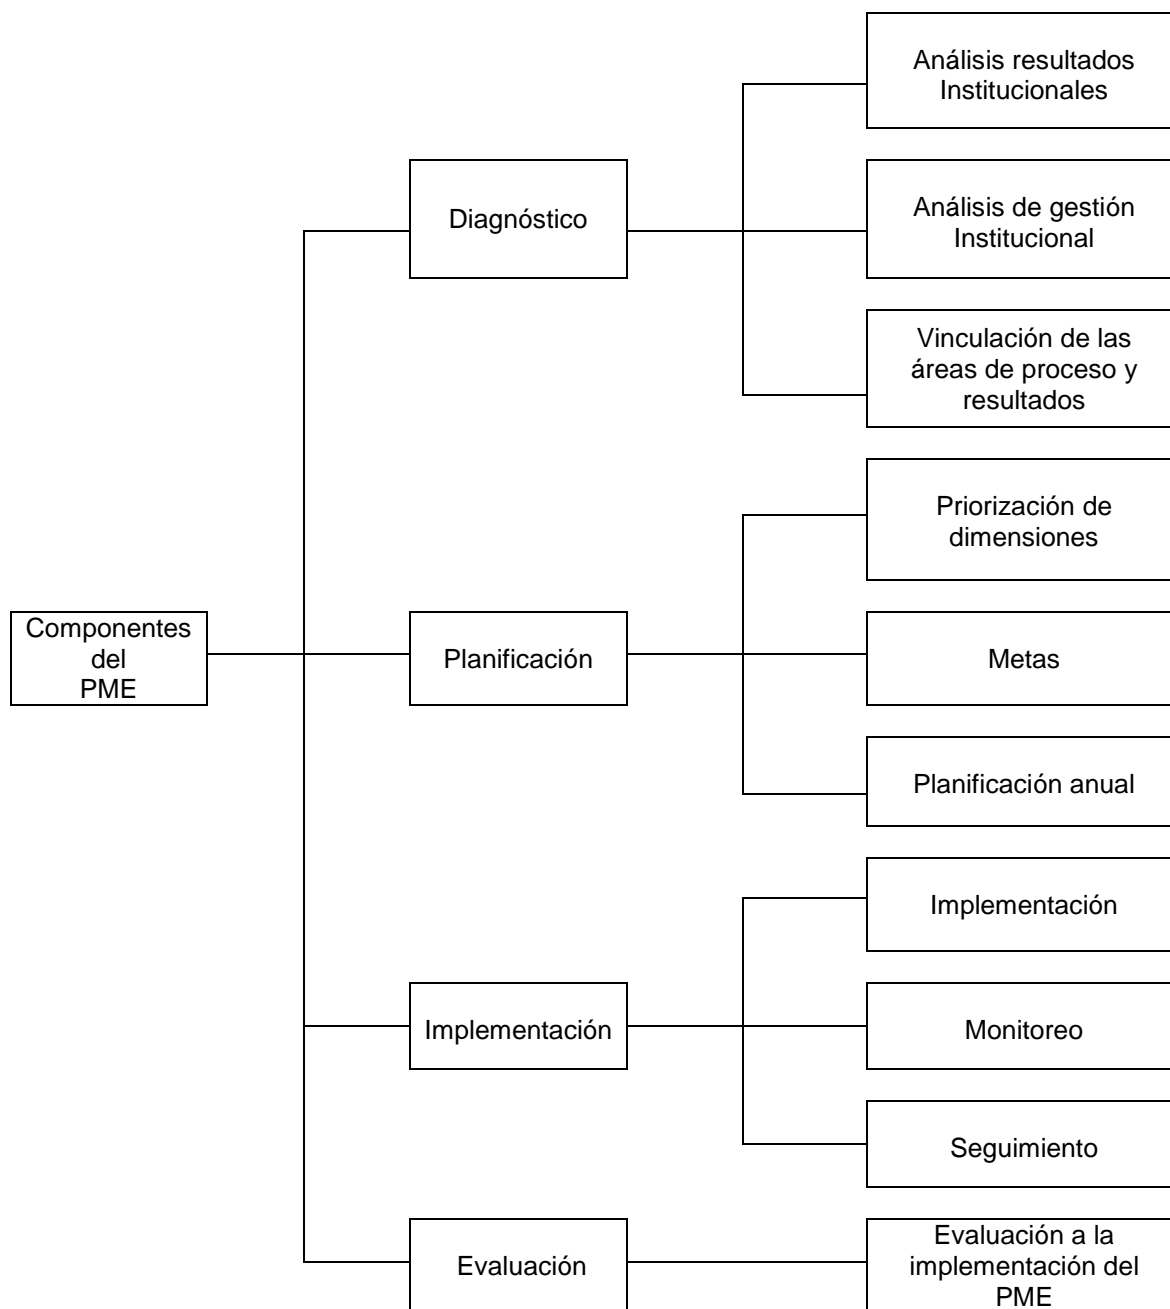 Análisis resultados
Institucionales
Diagnóstico
Análisis de gestión
Institucional
Vinculación de las
áreas de proceso y
resultados
Priorización de
dimensiones
Componentes
del
PME
Planificación
Metas
Planificación anual
Implementación
Implementación
Monitoreo
Seguimiento
Evaluación
Evaluación a la
implementación del
PME